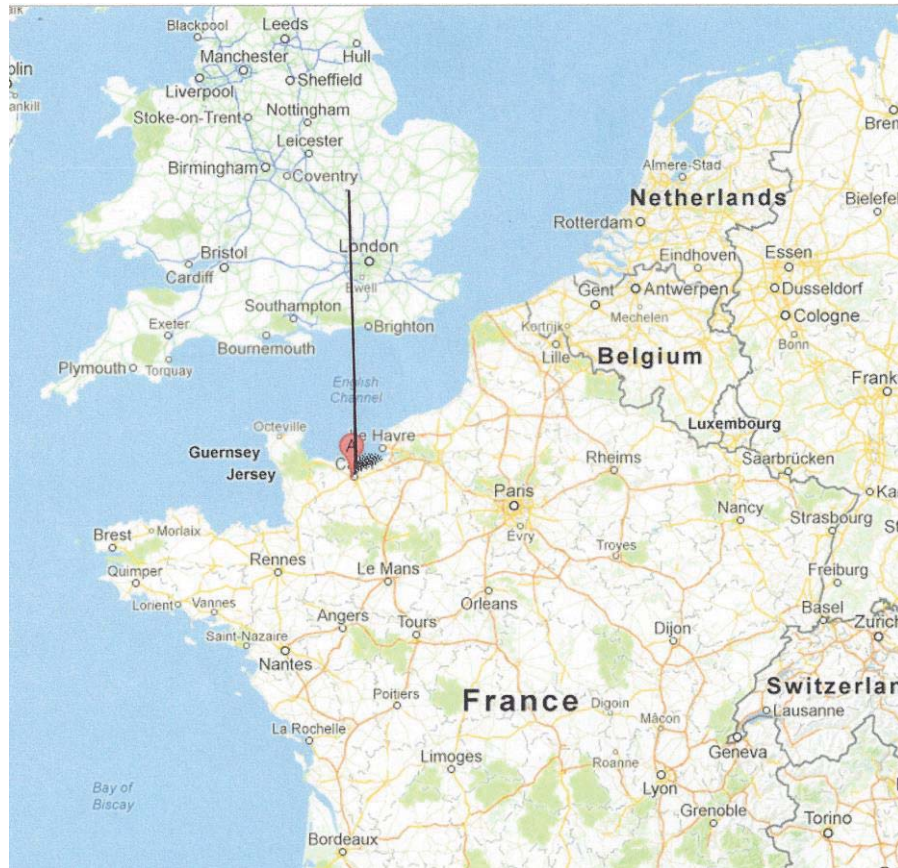 Blackpool
Leeds
Hull
Manchester
Liverpool
Sheffield
Nottingham
Stoke-on-Trent
Leicester
Birmingham
Coventry
Bristol
London
Cardiff
Ewell
Southampton
Exeter
Brighton
Bournemouth
Plymouth
Torquay
Almere-Stad
Netherlands
Rotterdam
Bielefel
Brem
Essen
Eindhoven
Gent
Antwerpen
Dusseldorf
Mechelen
Cologne
Kortrijk
Bonn
Lille
Belgium
Frank
English
Channel
Octeville
Luxembourg
Guernsey
Le Havre
Jersey
A
Rheims
Saarbrücken
Paris
Nancy
Évry
Strasbourg
Brest
Morlaix
Troyes
Rennes
Le Mans
Freiburg
Quimper
Lorient
Vannes
Orleans
Basel
Angers
Tours
Zurich
Saint-Nazaire
Dijon
Nantes
Switzerlan
Poitiers
France
Digoin
Lausanne
Mâcon
La Rochelle
Geneva
Limoges
Roanne
Lyon
Bay of
Biscay
Grenoble
Torino
Bordeaux